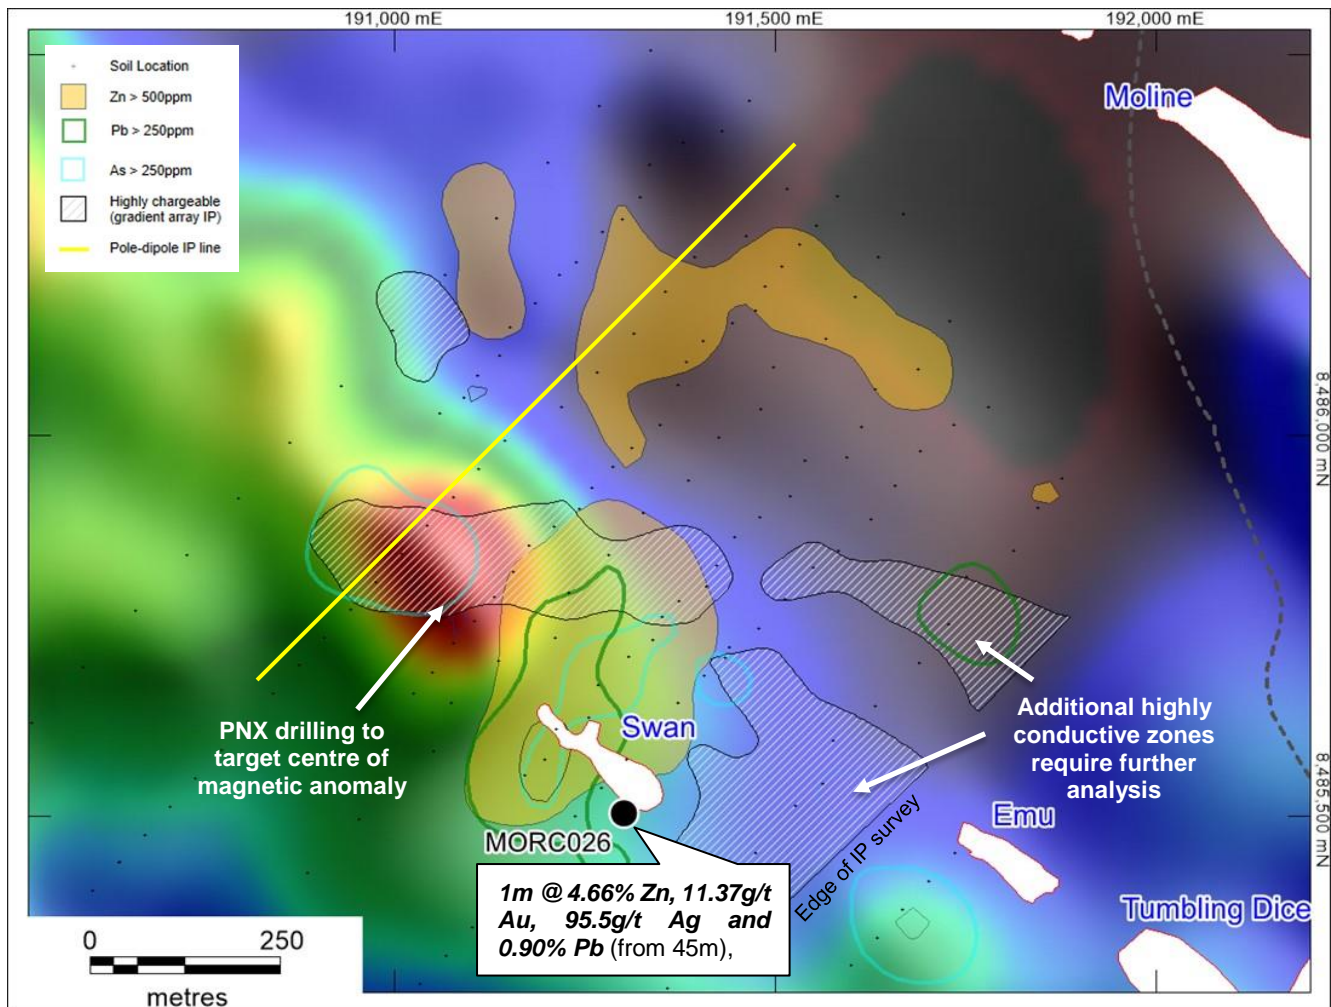 191,000 mE
191,500 mE
192,000 mE
Soil Location
Zn > 500ppm
Pb > 250ppm
As > 250ppm
Highly chargeable
(gradient array IP)
Pole-dipole IP line
Moline
8,486,000 mN
Swan
PNX drilling to
target centre of
magnetic anomaly
Additional highly
conductive zones
require further
analysis
8,485,500 mN
MORC026
Emu
Edge of IP survey
1m @ 4.66% Zn, 11.37g/t
Au, 95.5g/t Ag and
0.90% Pb (from 45m),
Tumbling Dice
0 250
metres